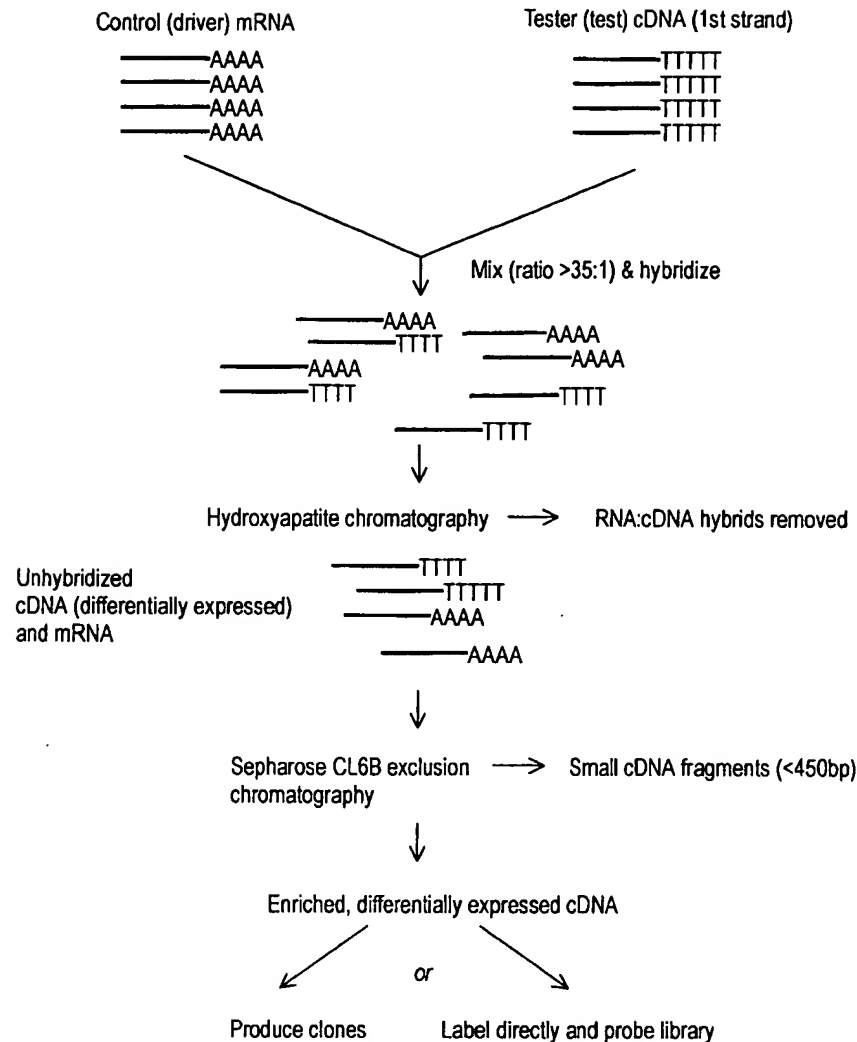 Control (driver) mRNA
Tester (test) cDNA (1st strand)
AAAA
AAAA
AAAA
AAAA
TTTTT
TTTTT
TTTTT
TTTTT
Mix (ratio >35:1) & hybridize
AAAA
TTTT
AAAA
AAAA
AAAA
TTTT
TTTT
TTTT
Hydroxyapatite chromatography
RNA:cDNA hybrids removed
Unhybridized
cDNA (differentially expressed)
and mRNA
TTTT
TTTTT
AAAA
AAAA
Sepharose CL6B exclusion
chromatography
Small cDNA fragments (<450bp)
Enriched, differentially expressed cDNA
or
Produce clones
Label directly and probe library